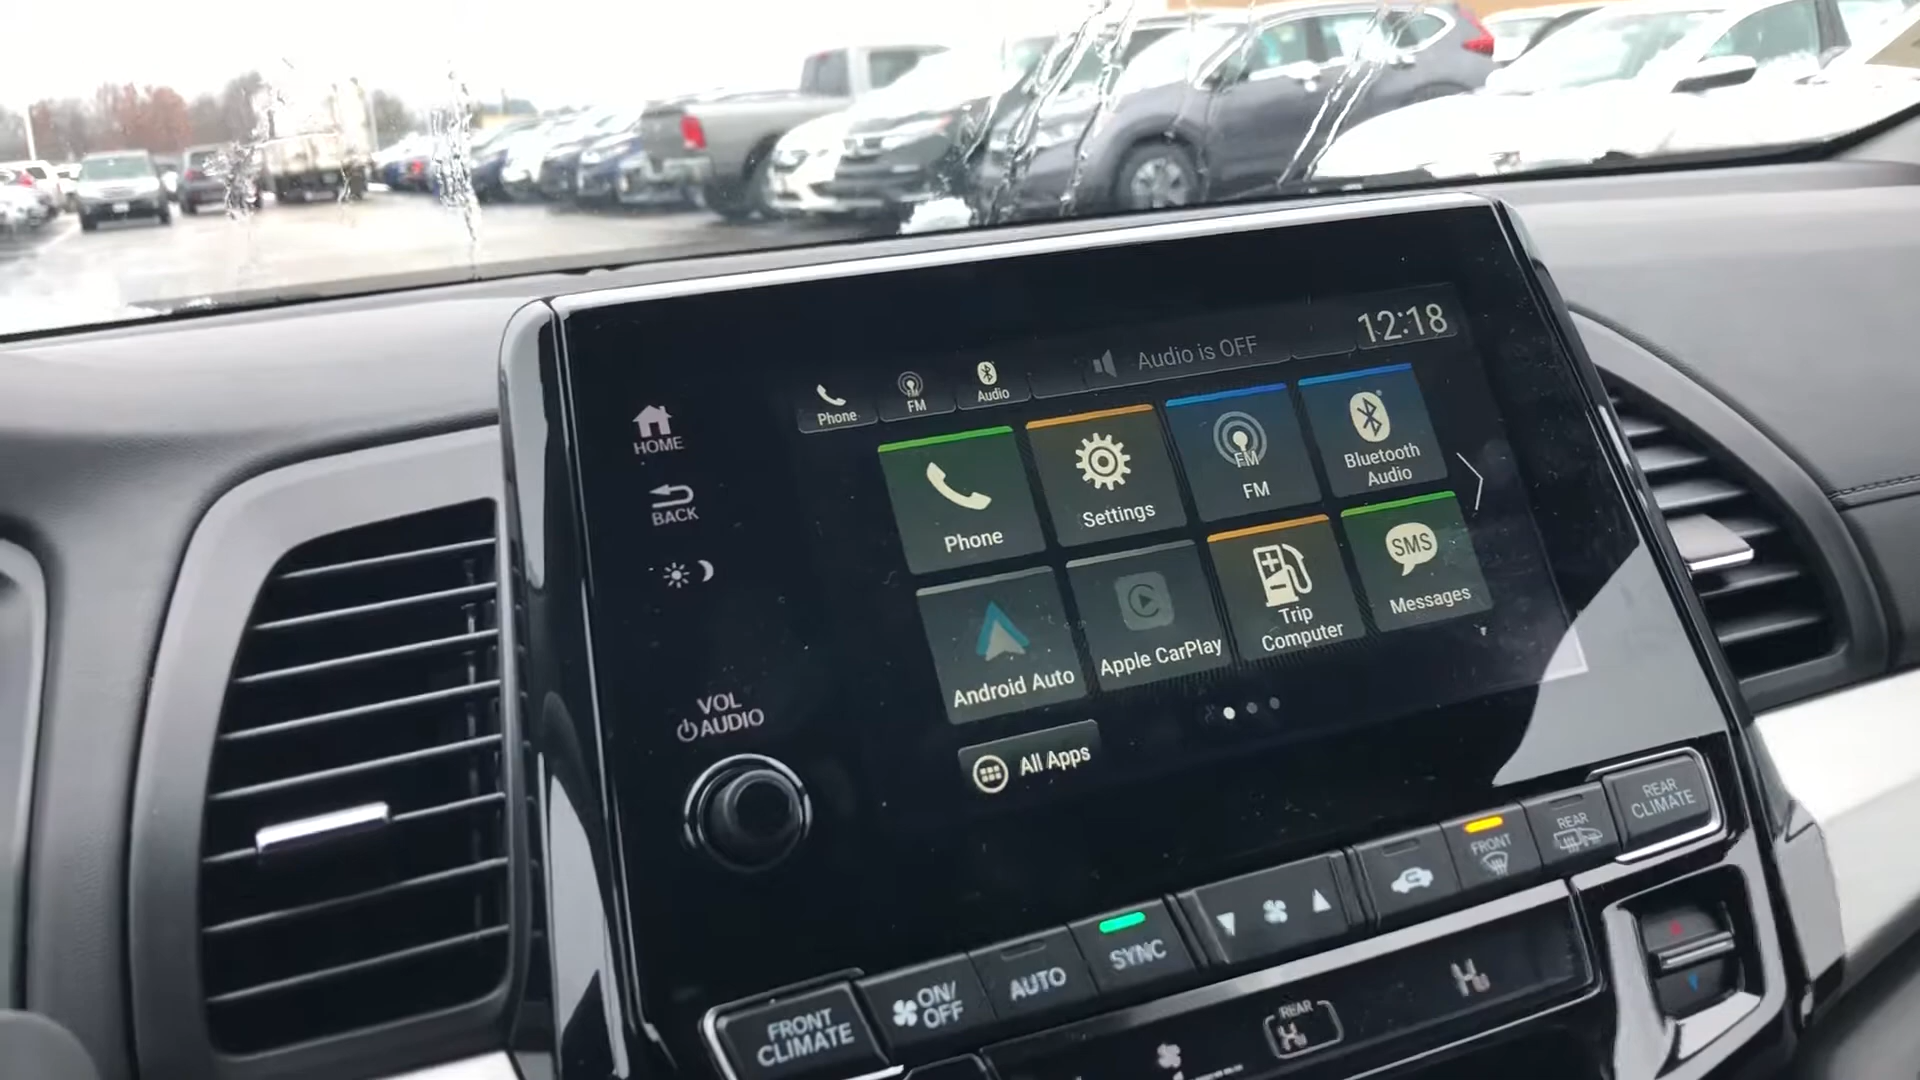 12:18
Audio is OFF
Phone
FM
Audio
HOME
BACK
VOL
AUDIO
Phone
Settings
FM
FM
Bluetooth
Audio
Android Auto
Apple CarPlay
Trip
Computer
SMS
Messages
All Apps
FRONT
CLIMATE
ON/
OFF
AUTO
SYNC
FRONT
REAR
REAR
CLIMATE
REAR
Hi
Hi